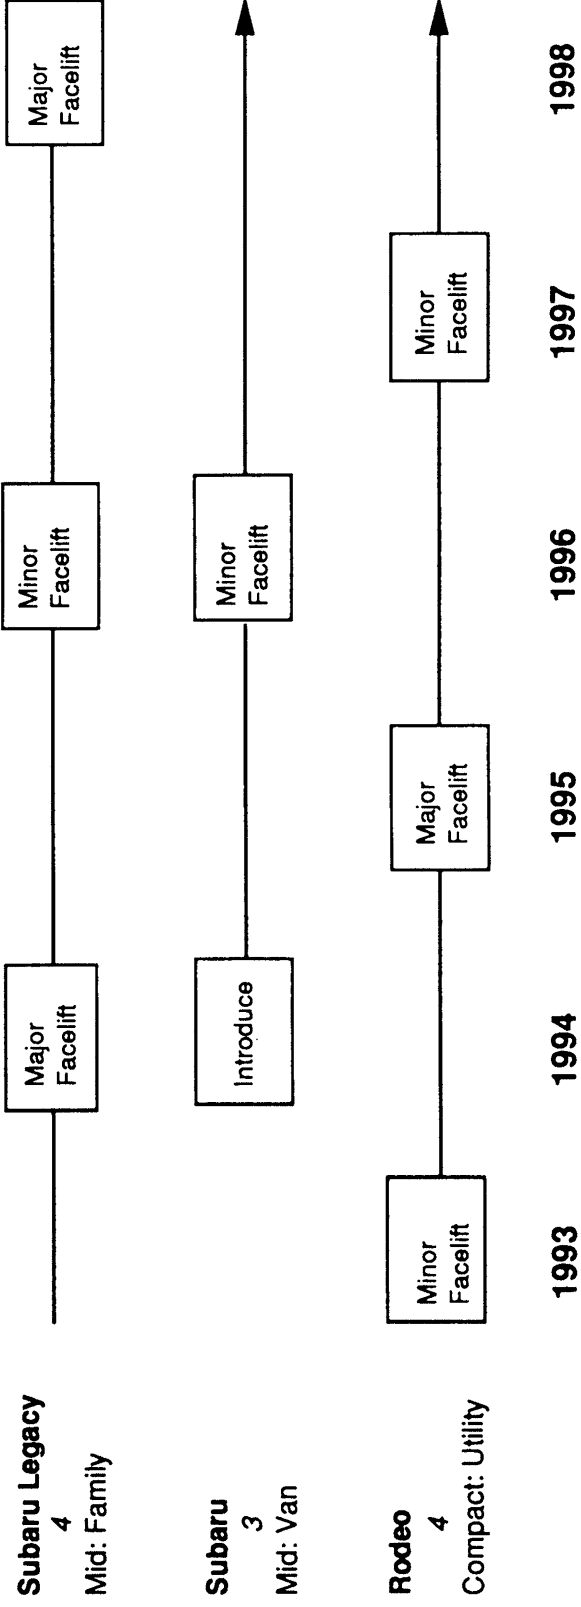 Subaru Legacy
4
Mid: Family
Major
Facelift
Minor
Facelift
Major
Facelift
Subaru
3
Mid: Van
Introduce
Minor
Facelift
Rodeo
4
Compact: Utility
Minor
Facelift
Major
Facelift
Minor
Facelift
1993
1994
1995
1996
1997
1998